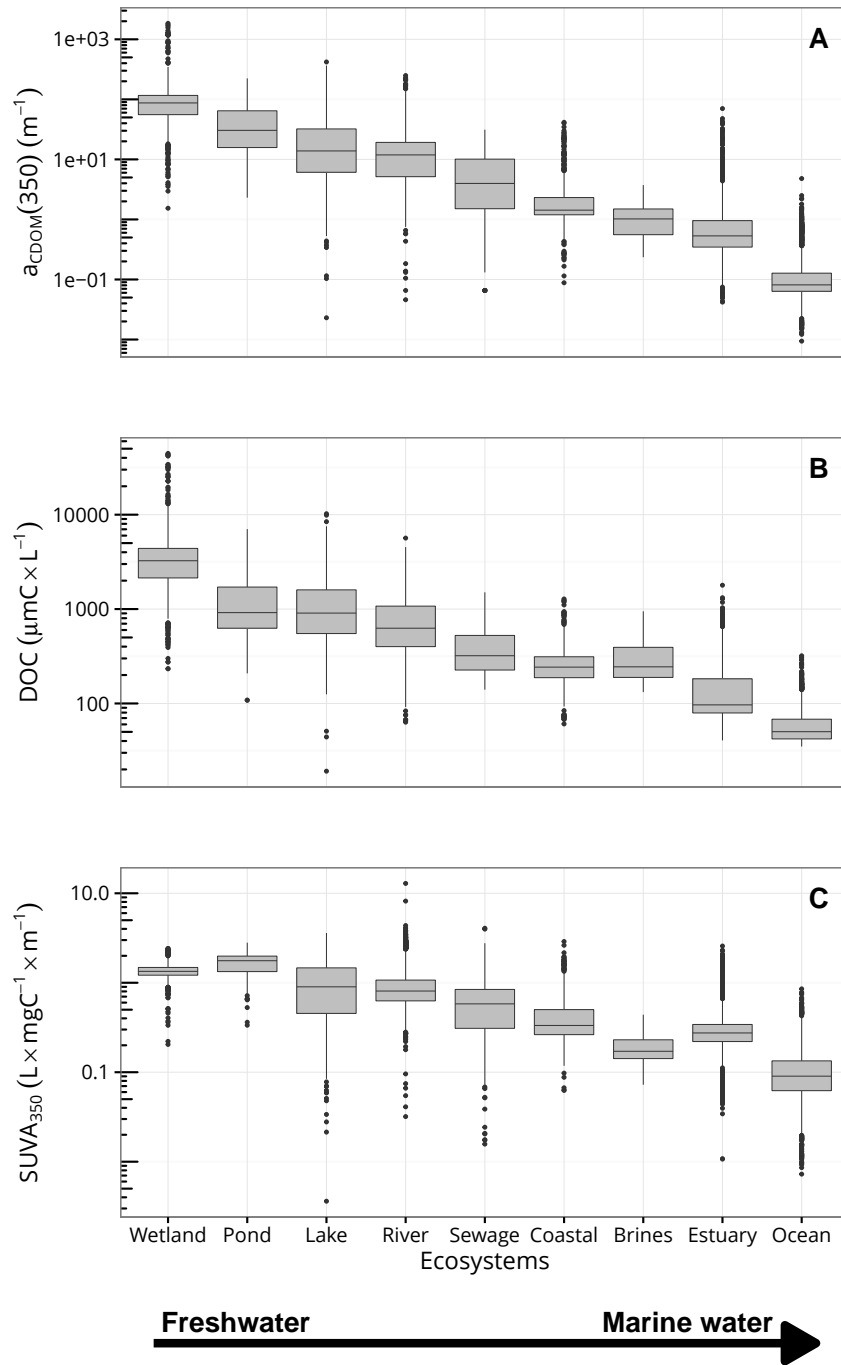 A
1e+03
1e+01
1e−01
a_CDOM(350) (m⁻¹)
B
10000
1000
100
DOC (μmC × L⁻¹)
C
10.0
0.1
SUVA₃₅₀ (L × mgC⁻¹ × m⁻¹)
Wetland Pond Lake River Sewage Coastal Brines Estuary Ocean
Ecosystems
Freshwater Marine water